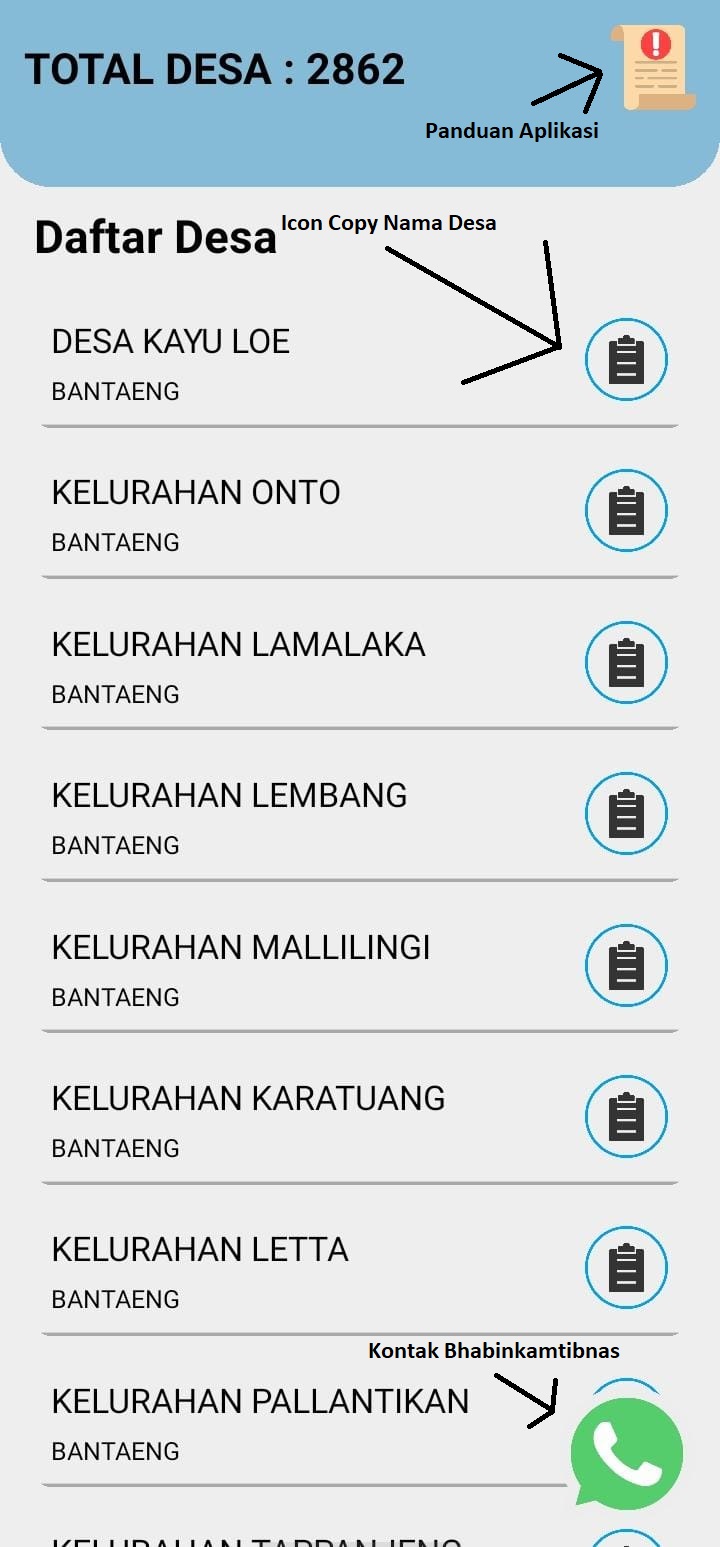 TOTAL DESA : 2862
Panduan Aplikasi
Daftar Desa
Icon Copy Nama Desa
DESA KAYU LOE
BANTAENG
KELURAHAN ONTO
BANTAENG
KELURAHAN LAMALAKA
BANTAENG
KELURAHAN LEMBANG
BANTAENG
KELURAHAN MALLILINGI
BANTAENG
KELURAHAN KARATUANG
BANTAENG
KELURAHAN LETTA
BANTAENG
Kontak Bhabinkamtibnas
KELURAHAN PALLANTIKAN
BANTAENG
KELURAHAN